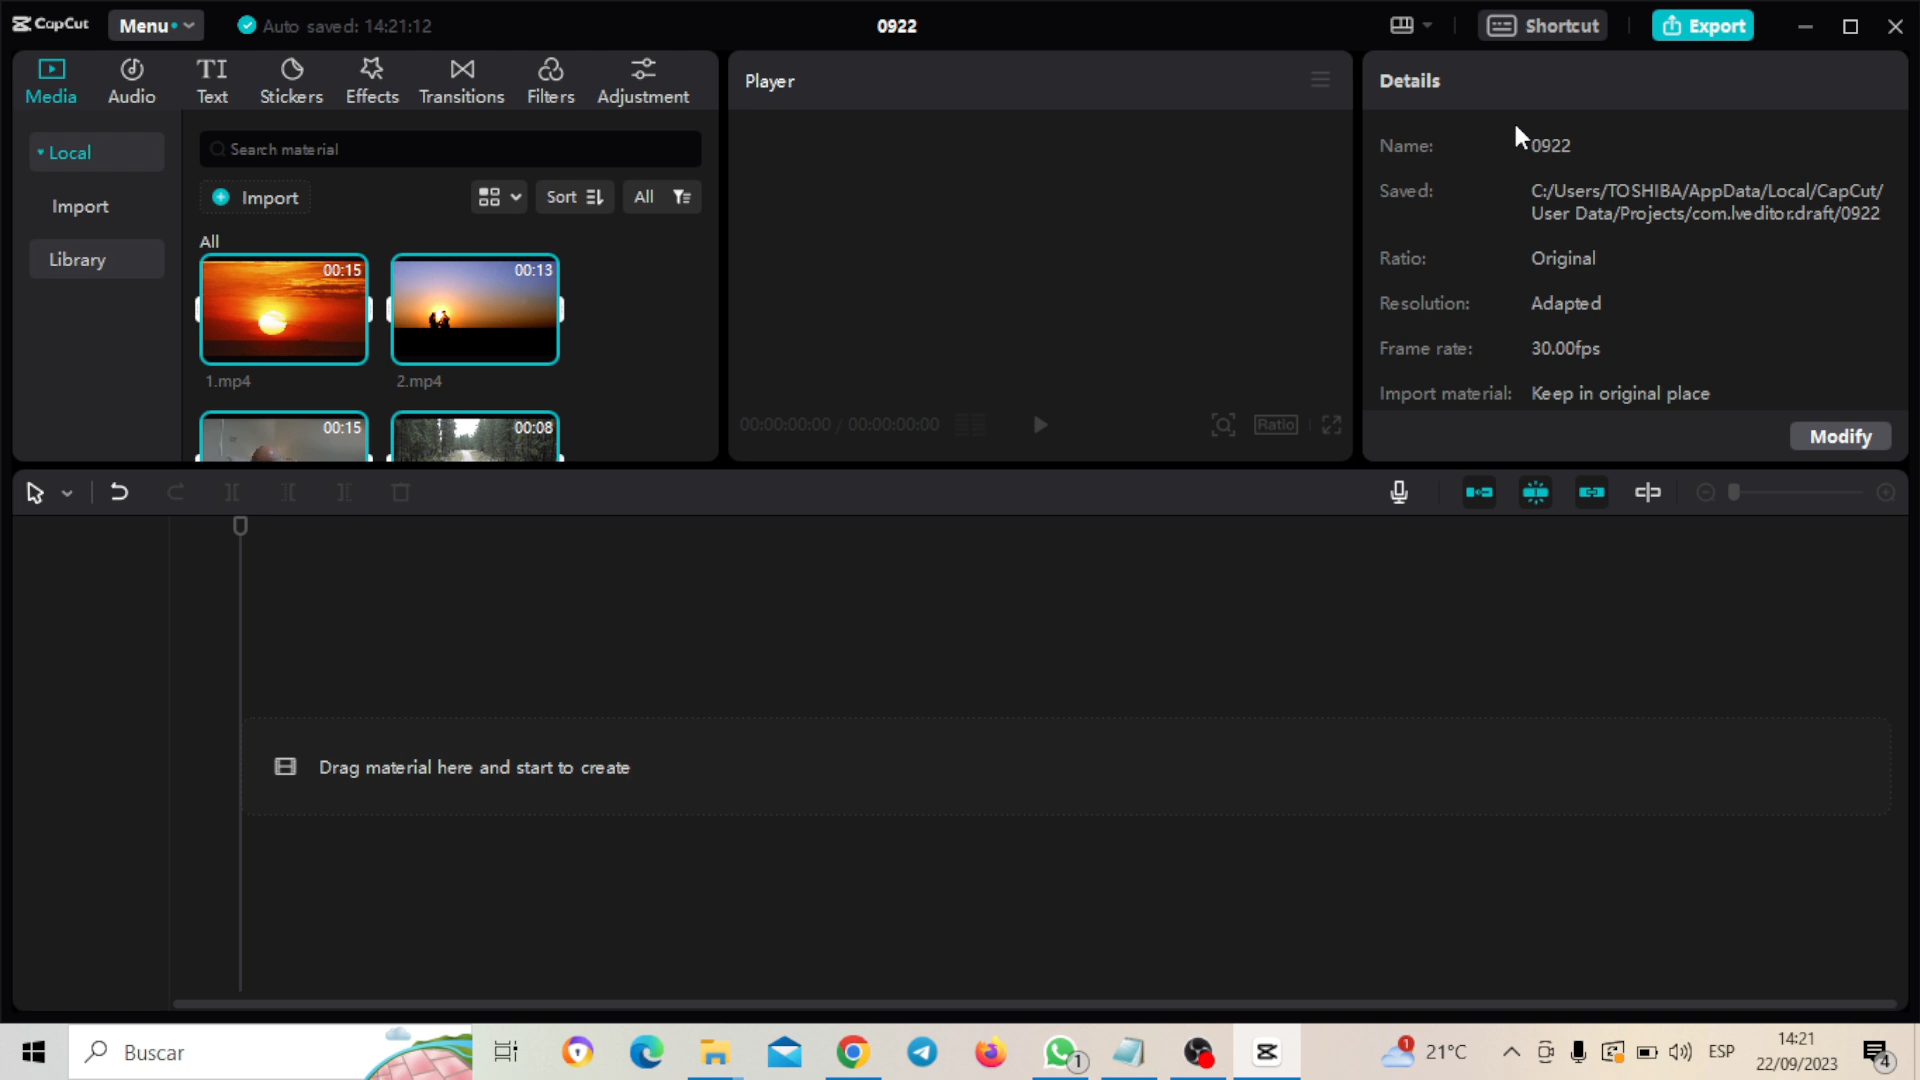 CapCut
Menu
Auto saved: 14:21:12
0922
Shortcut
Export
Media
Audio
TI
Text
Stickers
Effects
Transitions
Filters
Adjustment
Local
Import
Library
Search material
Import
Sort
All
All
00:15
00:13
1.mp4
2.mp4
00:15
00:08
Player
00:00:00:00 / 00:00:00:00
Ratio
Details
Name:
0922
Saved:
C:/Users/TOSHIBA/AppData/Local/CapCut/
User Data/Projects/com.lveditor.draft/0922
Ratio:
Original
Resolution:
Adapted
Frame rate:
30.00fps
Import material:
Keep in original place
Modify
Drag material here and start to create
Buscar
1
1
21°C
ESP
14:21
22/09/2023
4